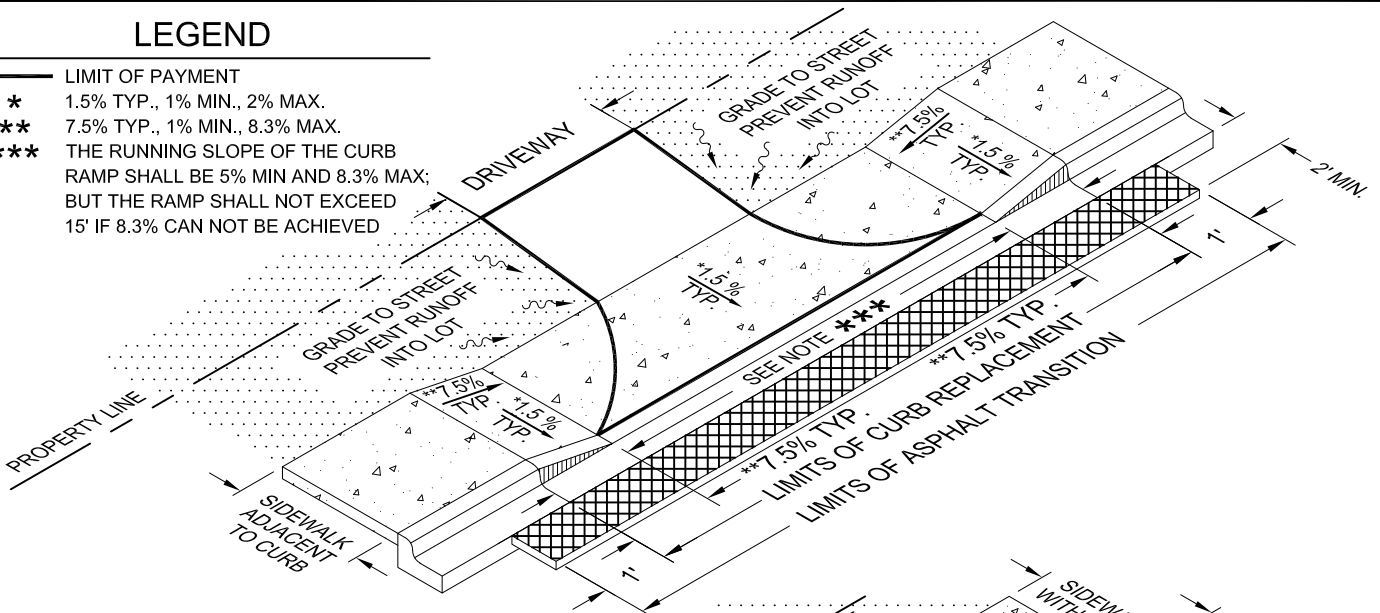 LEGEND
LIMIT OF PAYMENT
* 1.5% TYP., 1% MIN., 2% MAX.
** 7.5% TYP., 1% MIN., 8.3% MAX.
*** THE RUNNING SLOPE OF THE CURB
RAMP SHALL BE 5% MIN AND 8.3% MAX;
BUT THE RAMP SHALL NOT EXCEED
15' IF 8.3% CAN NOT BE ACHIEVED
DRIVEWAY
GRADE TO STREET
PREVENT RUNOFF
INTO LOT
**7.5%
TYP
*1.5 %
TYP.
2' MIN.
1'
*1.5 %
TYP.
GRADE TO STREET
PREVENT RUNOFF
INTO LOT
SEE NOTE ***
**7.5% TYP.
PROPERTY LINE
**7.5%
TYP
*1.5 %
TYP.
**7.5% TYP.
LIMITS OF CURB REPLACEMENT
LIMITS OF ASPHALT TRANSITION
SIDEWALK
ADJACENT
TO CURB
1'